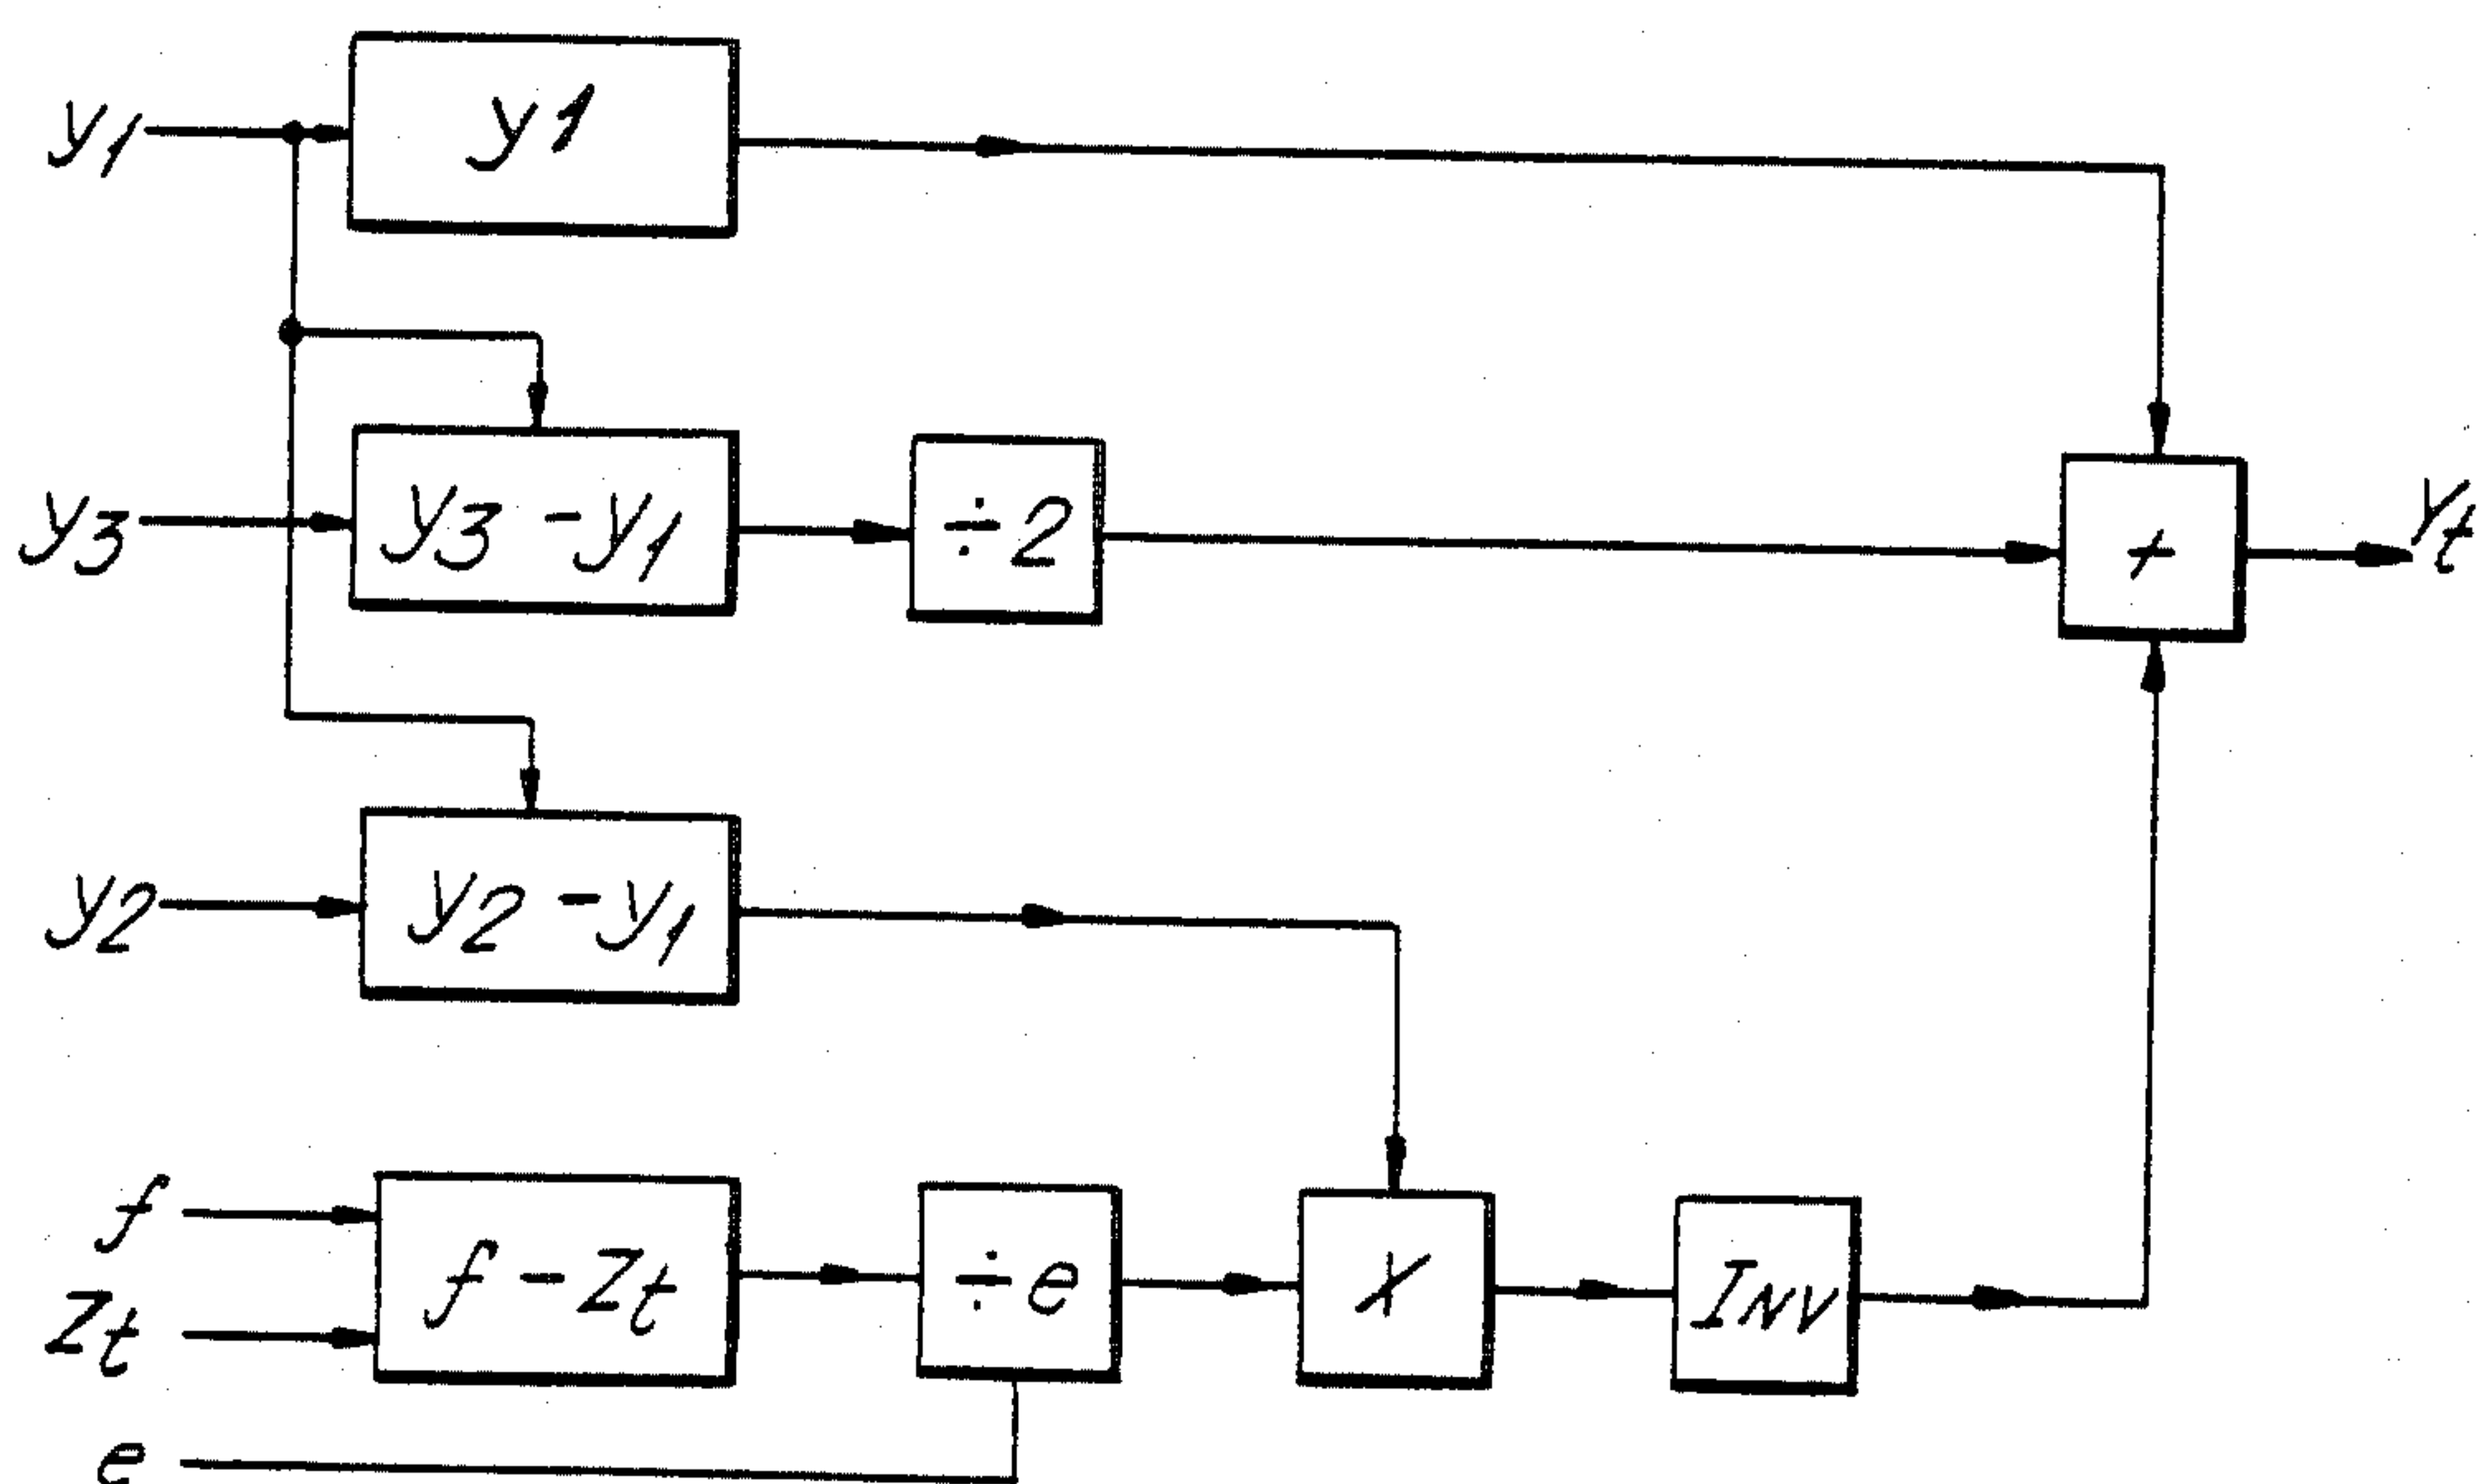 y1 y1
y3 y3 - y1 ÷2 + yt
y2 y2 - y1
f
zt f - zt ÷e X INV
e